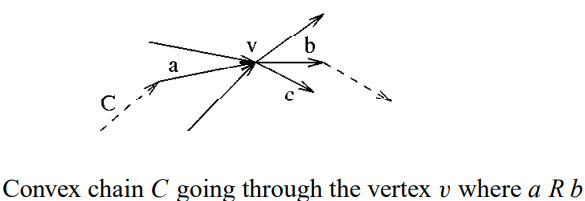 v
b
a
c
C
Convex chain C going through the vertex v where a R b